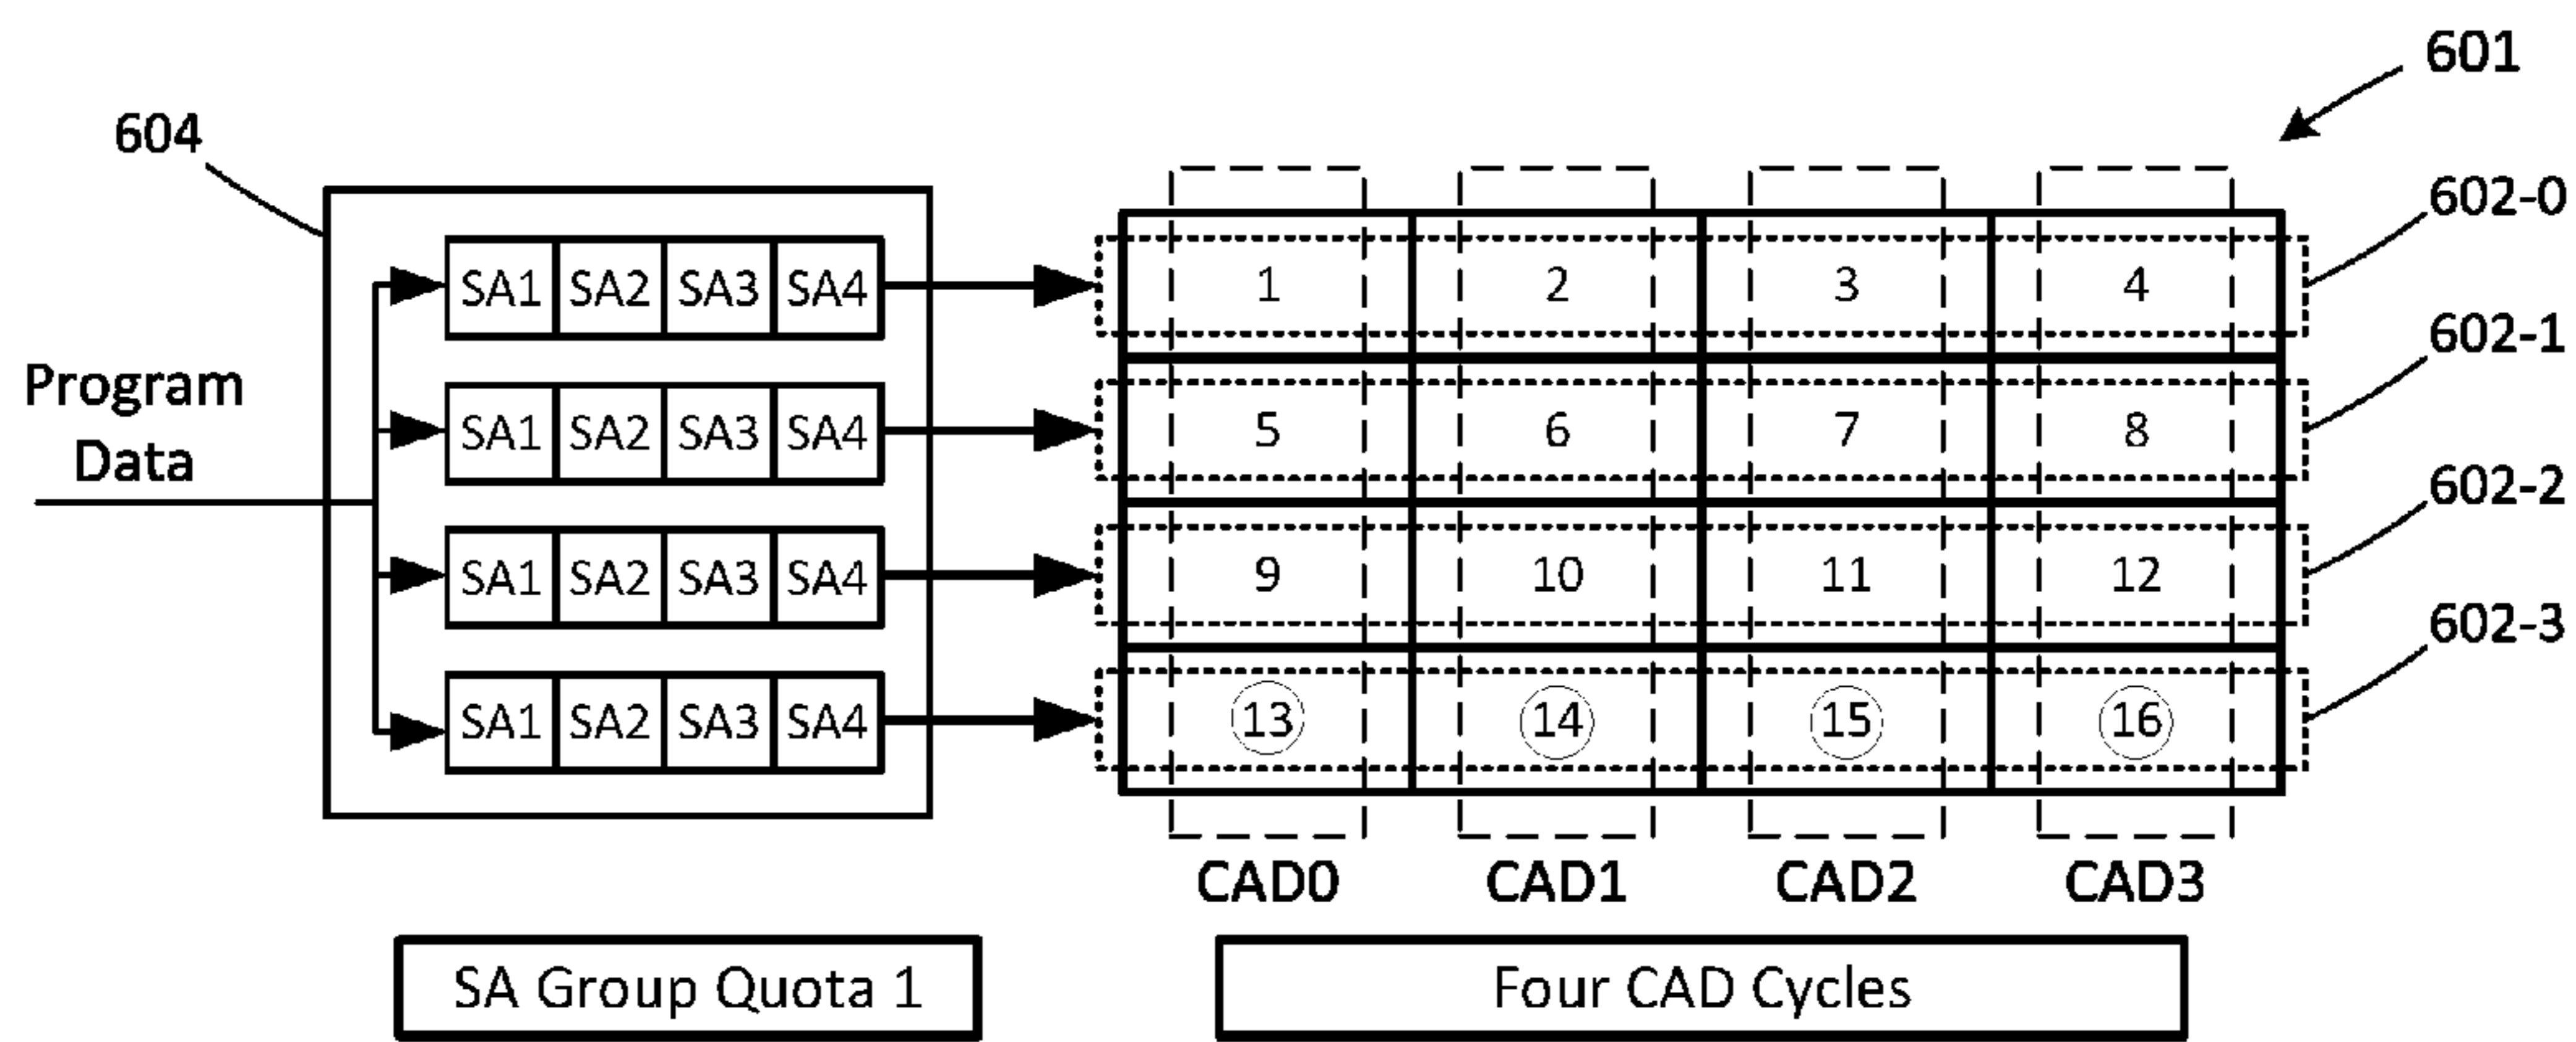 601
604
602-0
SA1 SA2 SA3 SA4
1 2 3 4
602-1
Program
Data
SA1 SA2 SA3 SA4
5 6 7 8
602-2
SA1 SA2 SA3 SA4
9 10 11 12
602-3
SA1 SA2 SA3 SA4
13 14 15 16
CAD0 CAD1 CAD2 CAD3
SA Group Quota 1
Four CAD Cycles